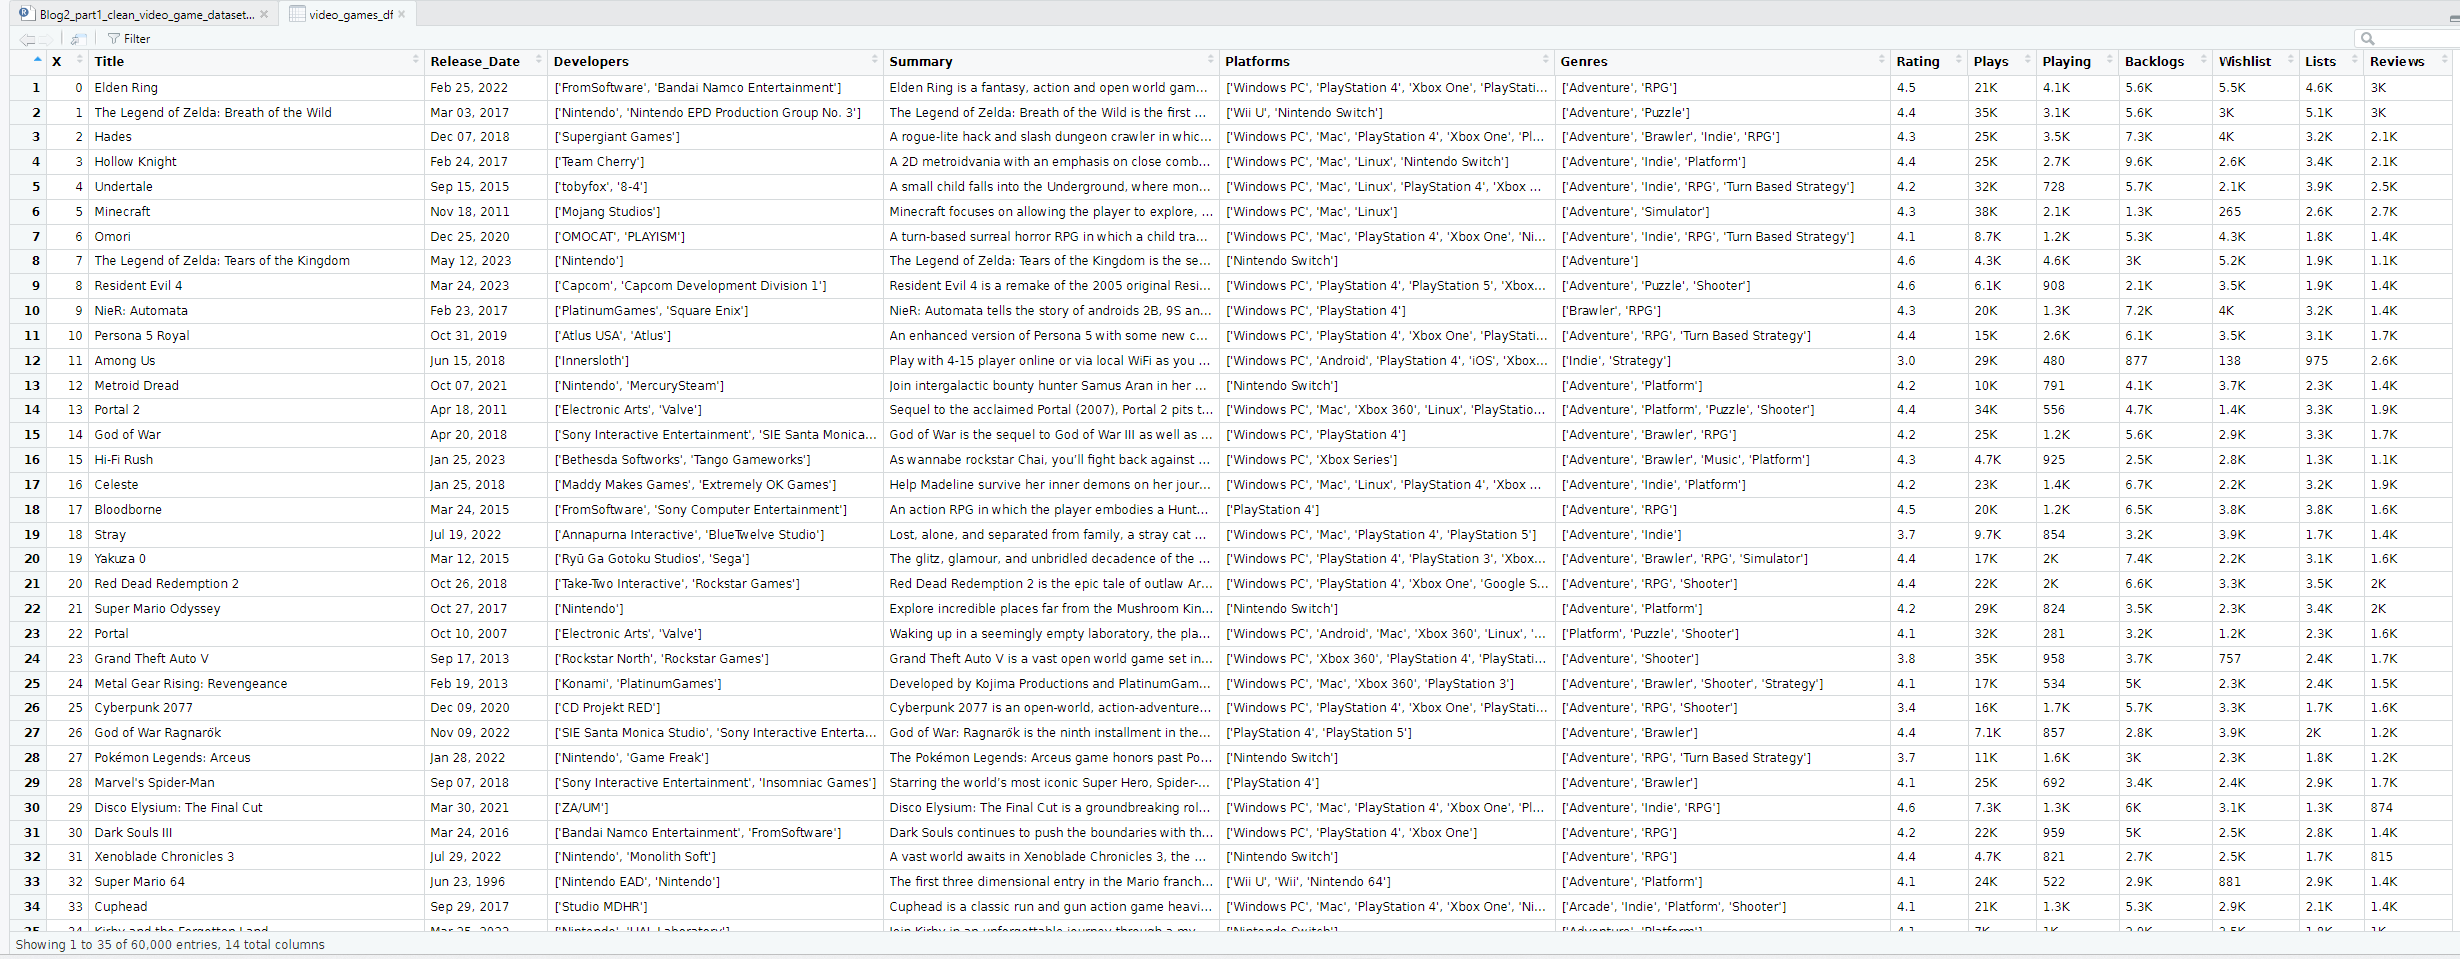 Blog2_part1_clean_video_game_dataset... video_games_df
Filter
X Title Release_Date Developers Summary Platforms Genres Rating Plays Playing Backlogs Wishlist Lists Reviews
1 0 Elden Ring Feb 25, 2022 ['FromSoftware', 'Bandai Namco Entertainment'] Elden Ring is a fantasy, action and open world gam... ['Windows PC', 'PlayStation 4', 'Xbox One', 'PlayStati... ['Adventure', 'RPG'] 4.5 21K 4.1K 5.6K 5.5K 4.6K 3K
2 1 The Legend of Zelda: Breath of the Wild Mar 03, 2017 ['Nintendo', 'Nintendo EPD Production Group No. 3'] The Legend of Zelda: Breath of the Wild is the first ... ['Wii U', 'Nintendo Switch'] ['Adventure', 'Puzzle'] 4.4 35K 3.1K 5.6K 3K 5.1K 3K
3 2 Hades Dec 07, 2018 ['Supergiant Games'] A rogue-lite hack and slash dungeon crawler in whic... ['Windows PC', 'Mac', 'PlayStation 4', 'Xbox One', 'Pl... ['Adventure', 'Brawler', 'Indie', 'RPG'] 4.3 25K 3.5K 7.3K 4K 3.2K 2.1K
4 3 Hollow Knight Feb 24, 2017 ['Team Cherry'] A 2D metroidvania with an emphasis on close comb... ['Windows PC', 'Mac', 'Linux', 'Nintendo Switch'] ['Adventure', 'Indie', 'Platform'] 4.4 25K 2.7K 9.6K 2.6K 3.4K 2.1K
5 4 Undertale Sep 15, 2015 ['tobyfox', '8-4'] A small child falls into the Underground, where mon... ['Windows PC', 'Mac', 'Linux', 'PlayStation 4', 'Xbox ... ['Adventure', 'Indie', 'RPG', 'Turn Based Strategy'] 4.2 32K 728 5.7K 2.1K 3.9K 2.5K
6 5 Minecraft Nov 18, 2011 ['Mojang Studios'] Minecraft focuses on allowing the player to explore, ... ['Windows PC', 'Mac', 'Linux'] ['Adventure', 'Simulator'] 4.3 38K 2.1K 1.3K 265 2.6K 2.7K
7 6 Omori Dec 25, 2020 ['OMOCAT', 'PLAYISM'] A turn-based surreal horror RPG in which a child tra... ['Windows PC', 'Mac', 'PlayStation 4', 'Xbox One', 'Ni... ['Adventure', 'Indie', 'RPG', 'Turn Based Strategy'] 4.1 8.7K 1.2K 5.3K 4.3K 1.8K 1.4K
8 7 The Legend of Zelda: Tears of the Kingdom May 12, 2023 ['Nintendo'] The Legend of Zelda: Tears of the Kingdom is the se... ['Nintendo Switch'] ['Adventure'] 4.6 4.3K 4.6K 3K 5.2K 1.9K 1.1K
9 8 Resident Evil 4 Mar 24, 2023 ['Capcom', 'Capcom Development Division 1'] Resident Evil 4 is a remake of the 2005 original Resi... ['Windows PC', 'PlayStation 4', 'PlayStation 5', 'Xbox... ['Adventure', 'Puzzle', 'Shooter'] 4.6 6.1K 908 2.1K 3.5K 1.9K 1.4K
10 9 NieR: Automata Feb 23, 2017 ['PlatinumGames', 'Square Enix'] NieR: Automata tells the story of androids 2B, 9S an... ['Windows PC', 'PlayStation 4'] ['Brawler', 'RPG'] 4.3 20K 1.3K 7.2K 4K 3.2K 1.4K
11 10 Persona 5 Royal Oct 31, 2019 ['Atlus USA', 'Atlus'] An enhanced version of Persona 5 with some new c... ['Windows PC', 'PlayStation 4', 'Xbox One', 'PlayStati... ['Adventure', 'RPG', 'Turn Based Strategy'] 4.4 15K 2.6K 6.1K 3.5K 3.1K 1.7K
12 11 Among Us Jun 15, 2018 ['Innersloth'] Play with 4-15 player online or via local WiFi as you ... ['Windows PC', 'Android', 'PlayStation 4', 'iOS', 'Xbox... ['Indie', 'Strategy'] 3.0 29K 480 877 138 975 2.6K
13 12 Metroid Dread Oct 07, 2021 ['Nintendo', 'MercurySteam'] Join intergalactic bounty hunter Samus Aran in her ... ['Nintendo Switch'] ['Adventure', 'Platform'] 4.2 10K 791 4.1K 3.7K 2.3K 1.4K
14 13 Portal 2 Apr 18, 2011 ['Electronic Arts', 'Valve'] Sequel to the acclaimed Portal (2007), Portal 2 pits t... ['Windows PC', 'Mac', 'Xbox 360', 'Linux', 'PlayStatio... ['Adventure', 'Platform', 'Puzzle', 'Shooter'] 4.4 34K 556 4.7K 1.4K 3.3K 1.9K
15 14 God of War Apr 20, 2018 ['Sony Interactive Entertainment', 'SIE Santa Monica... God of War is the sequel to God of War III as well as ... ['Windows PC', 'PlayStation 4'] ['Adventure', 'Brawler', 'RPG'] 4.2 25K 1.2K 5.6K 2.9K 3.3K 1.7K
16 15 Hi-Fi Rush Jan 25, 2023 ['Bethesda Softworks', 'Tango Gameworks'] As wannabe rockstar Chai, you’ll fight back against ... ['Windows PC', 'Xbox Series'] ['Adventure', 'Brawler', 'Music', 'Platform'] 4.3 4.7K 925 2.5K 2.8K 1.3K 1.1K
17 16 Celeste Jan 25, 2018 ['Maddy Makes Games', 'Extremely OK Games'] Help Madeline survive her inner demons on her jour... ['Windows PC', 'Mac', 'Linux', 'PlayStation 4', 'Xbox ... ['Adventure', 'Indie', 'Platform'] 4.2 23K 1.4K 6.7K 2.2K 3.2K 1.9K
18 17 Bloodborne Mar 24, 2015 ['FromSoftware', 'Sony Computer Entertainment'] An action RPG in which the player embodies a Hunt... ['PlayStation 4'] ['Adventure', 'RPG'] 4.5 20K 1.2K 6.5K 3.8K 3.8K 1.6K
19 18 Stray Jul 19, 2022 ['Annapurna Interactive', 'BlueTwelve Studio'] Lost, alone, and separated from family, a stray cat ... ['Windows PC', 'Mac', 'PlayStation 4', 'PlayStation 5'] ['Adventure', 'Indie'] 3.7 9.7K 854 3.2K 3.9K 1.7K 1.4K
20 19 Yakuza 0 Mar 12, 2015 ['Ryū Ga Gotoku Studios', 'Sega'] The glitz, glamour, and unbridled decadence of the ... ['Windows PC', 'PlayStation 4', 'PlayStation 3', 'Xbox... ['Adventure', 'Brawler', 'RPG', 'Simulator'] 4.4 17K 2K 7.4K 2.2K 3.1K 1.6K
21 20 Red Dead Redemption 2 Oct 26, 2018 ['Take-Two Interactive', 'Rockstar Games'] Red Dead Redemption 2 is the epic tale of outlaw Ar... ['Windows PC', 'PlayStation 4', 'Xbox One', 'Google S... ['Adventure', 'RPG', 'Shooter'] 4.4 22K 2K 6.6K 3.3K 3.5K 2K
22 21 Super Mario Odyssey Oct 27, 2017 ['Nintendo'] Explore incredible places far from the Mushroom Kin... ['Nintendo Switch'] ['Adventure', 'Platform'] 4.2 29K 824 3.5K 2.3K 3.4K 2K
23 22 Portal Oct 10, 2007 ['Electronic Arts', 'Valve'] Waking up in a seemingly empty laboratory, the pla... ['Windows PC', 'Android', 'Mac', 'Xbox 360', 'Linux', '... ['Platform', 'Puzzle', 'Shooter'] 4.1 32K 281 3.2K 1.2K 2.3K 1.6K
24 23 Grand Theft Auto V Sep 17, 2013 ['Rockstar North', 'Rockstar Games'] Grand Theft Auto V is a vast open world game set in... ['Windows PC', 'Xbox 360', 'PlayStation 4', 'PlayStati... ['Adventure', 'Shooter'] 3.8 35K 958 3.7K 757 2.4K 1.7K
25 24 Metal Gear Rising: Revengeance Feb 19, 2013 ['Konami', 'PlatinumGames'] Developed by Kojima Productions and PlatinumGam... ['Windows PC', 'Mac', 'Xbox 360', 'PlayStation 3'] ['Adventure', 'Brawler', 'Shooter', 'Strategy'] 4.1 17K 534 5K 2.3K 2.4K 1.5K
26 25 Cyberpunk 2077 Dec 09, 2020 ['CD Projekt RED'] Cyberpunk 2077 is an open-world, action-adventure... ['Windows PC', 'PlayStation 4', 'Xbox One', 'PlayStati... ['Adventure', 'RPG', 'Shooter'] 3.4 16K 1.7K 5.7K 3.3K 1.7K 1.6K
27 26 God of War Ragnarök Nov 09, 2022 ['SIE Santa Monica Studio', 'Sony Interactive Enterta... God of War: Ragnarök is the ninth installment in the... ['PlayStation 4', 'PlayStation 5'] ['Adventure', 'Brawler'] 4.4 7.1K 857 2.8K 3.9K 2K 1.2K
28 27 Pokémon Legends: Arceus Jan 28, 2022 ['Nintendo', 'Game Freak'] The Pokémon Legends: Arceus game honors past Po... ['Nintendo Switch'] ['Adventure', 'RPG', 'Turn Based Strategy'] 3.7 11K 1.6K 3K 2.3K 1.8K 1.2K
29 28 Marvel's Spider-Man Sep 07, 2018 ['Sony Interactive Entertainment', 'Insomniac Games'] Starring the world’s most iconic Super Hero, Spider-... ['PlayStation 4'] ['Adventure', 'Brawler'] 4.1 25K 692 3.4K 2.4K 2.9K 1.7K
30 29 Disco Elysium: The Final Cut Mar 30, 2021 ['ZA/UM'] Disco Elysium: The Final Cut is a groundbreaking rol... ['Windows PC', 'Mac', 'PlayStation 4', 'Xbox One', 'Pl... ['Adventure', 'Indie', 'RPG'] 4.6 7.3K 1.3K 6K 3.1K 1.3K 874
31 30 Dark Souls III Mar 24, 2016 ['Bandai Namco Entertainment', 'FromSoftware'] Dark Souls continues to push the boundaries with th... ['Windows PC', 'PlayStation 4', 'Xbox One'] ['Adventure', 'RPG'] 4.2 22K 959 5K 2.5K 2.8K 1.4K
32 31 Xenoblade Chronicles 3 Jul 29, 2022 ['Nintendo', 'Monolith Soft'] A vast world awaits in Xenoblade Chronicles 3, the ... ['Nintendo Switch'] ['Adventure', 'RPG'] 4.4 4.7K 821 2.7K 2.5K 1.7K 815
33 32 Super Mario 64 Jun 23, 1996 ['Nintendo EAD', 'Nintendo'] The first three dimensional entry in the Mario franch... ['Wii U', 'Wii', 'Nintendo 64'] ['Adventure', 'Platform'] 4.1 24K 522 2.9K 881 2.9K 1.4K
34 33 Cuphead Sep 29, 2017 ['Studio MDHR'] Cuphead is a classic run and gun action game heavi... ['Windows PC', 'Mac', 'PlayStation 4', 'Xbox One', 'Ni... ['Arcade', 'Indie', 'Platform', 'Shooter'] 4.1 21K 1.3K 5.3K 2.9K 2.1K 1.4K
Showing 1 to 35 of 60,000 entries, 14 total columns